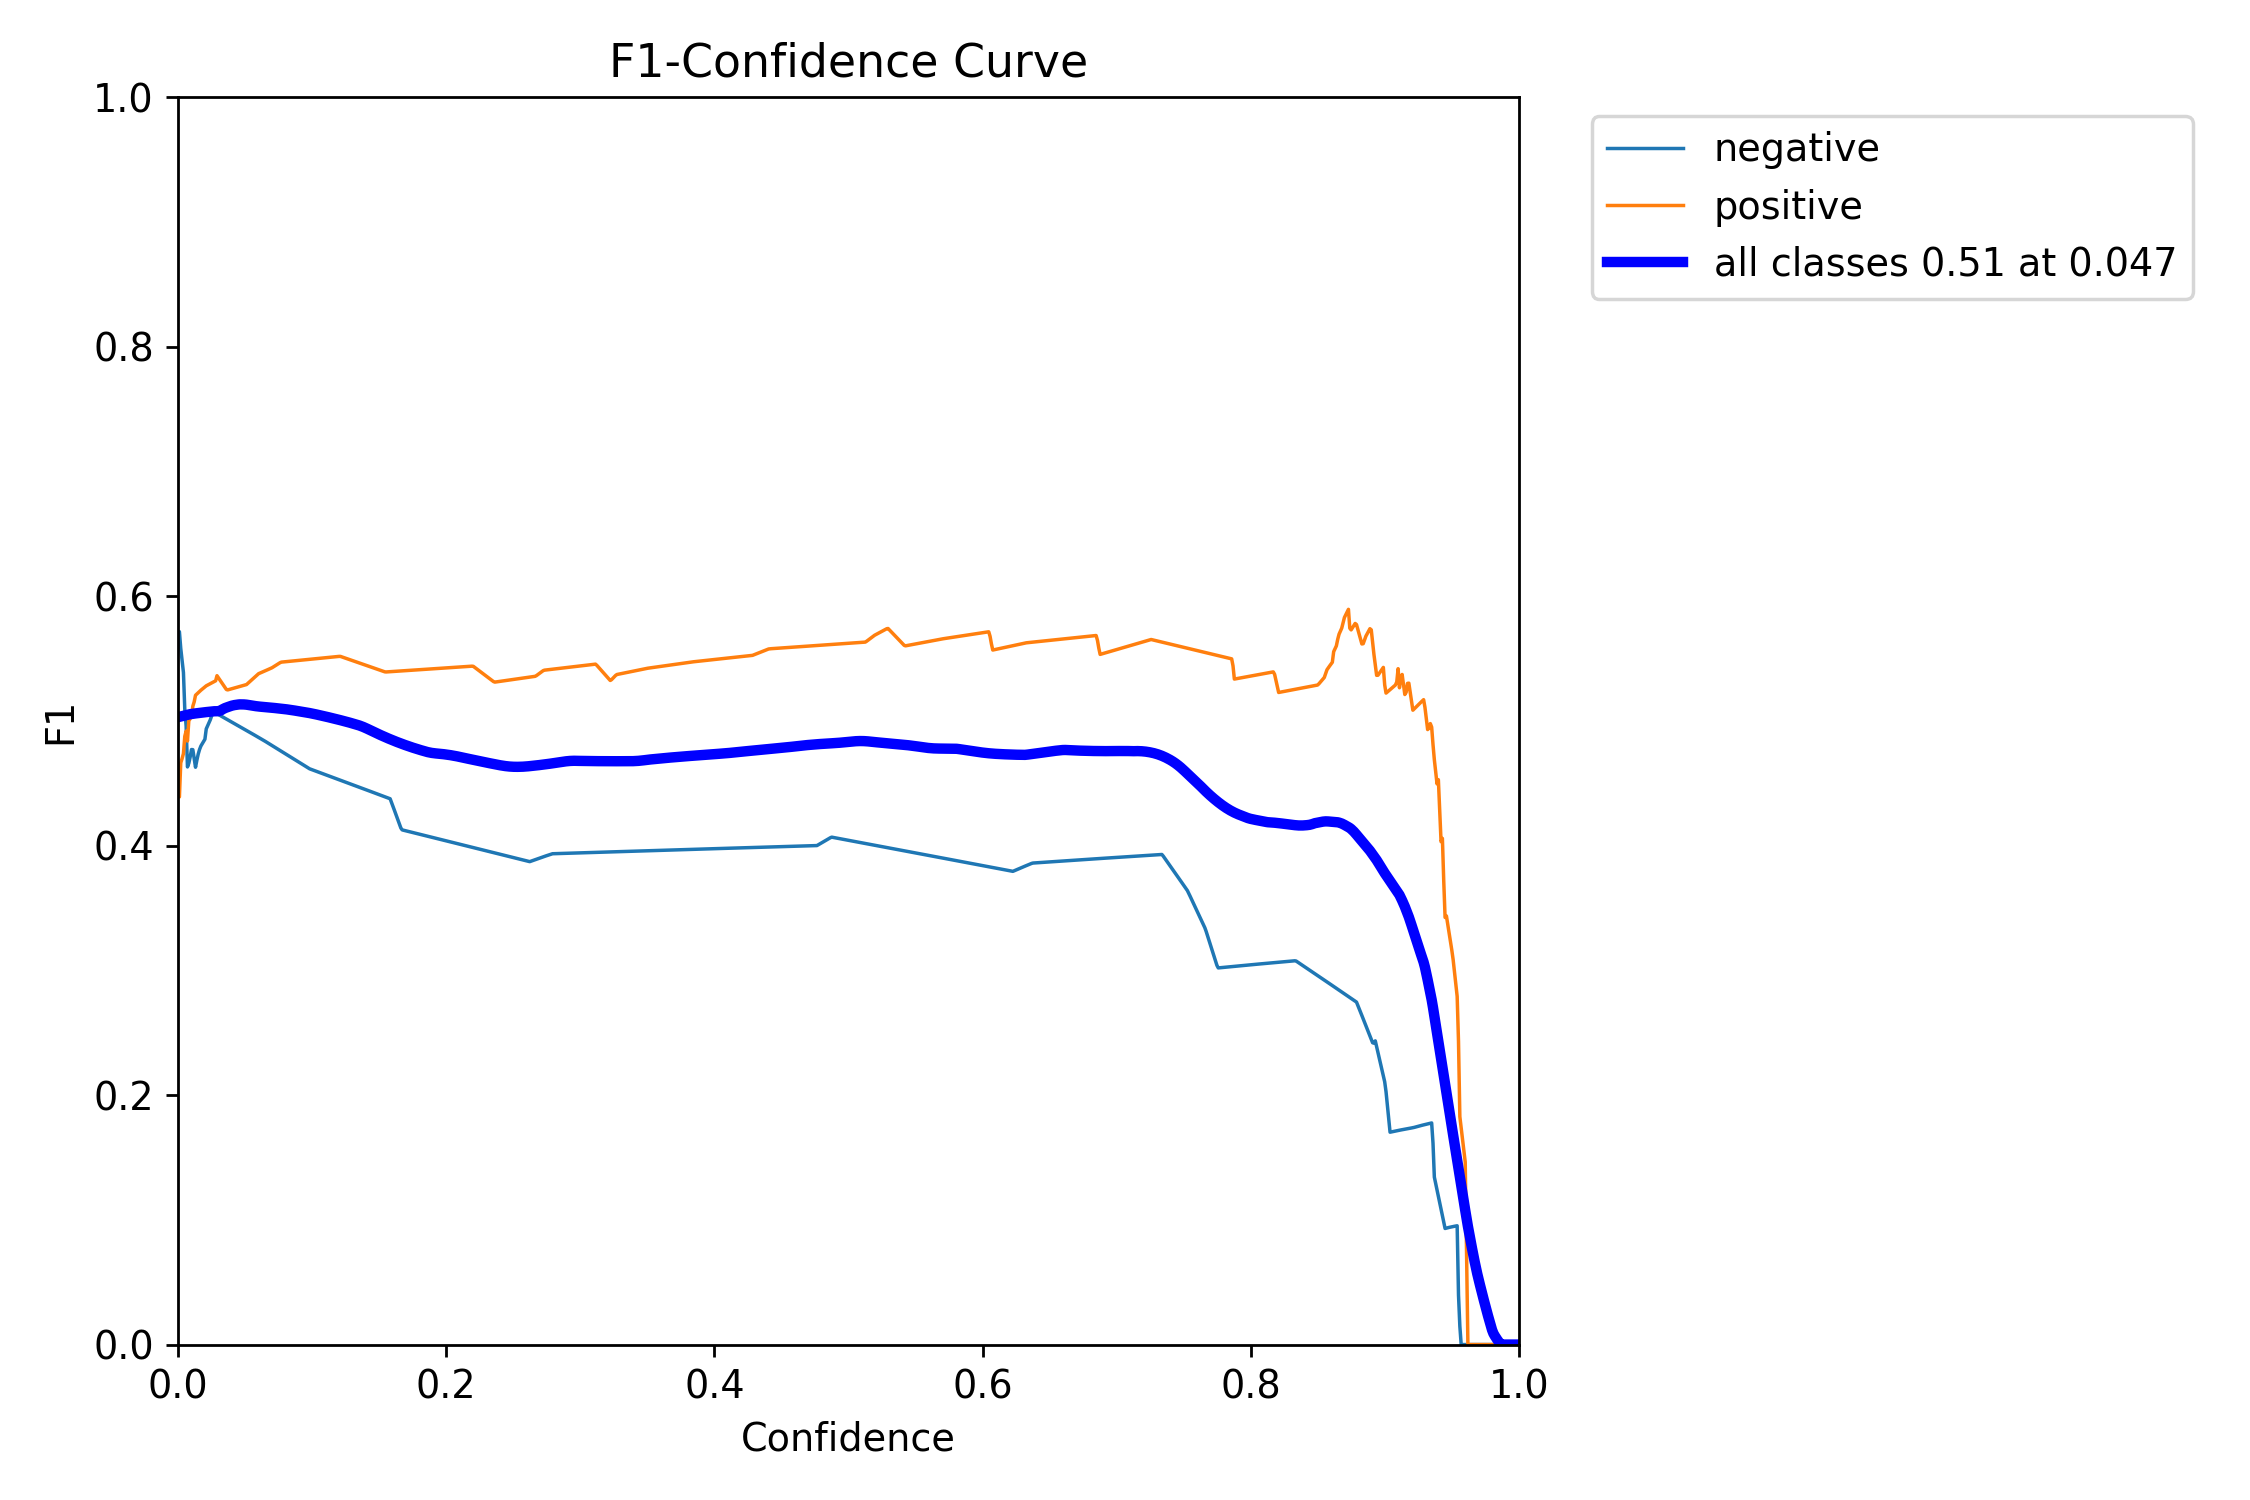 F1-Confidence Curve
1.0
0.8
0.6
0.4
0.2
0.0
F1
0.0 0.2 0.4 0.6 0.8 1.0
Confidence
negative
positive
all classes 0.51 at 0.047